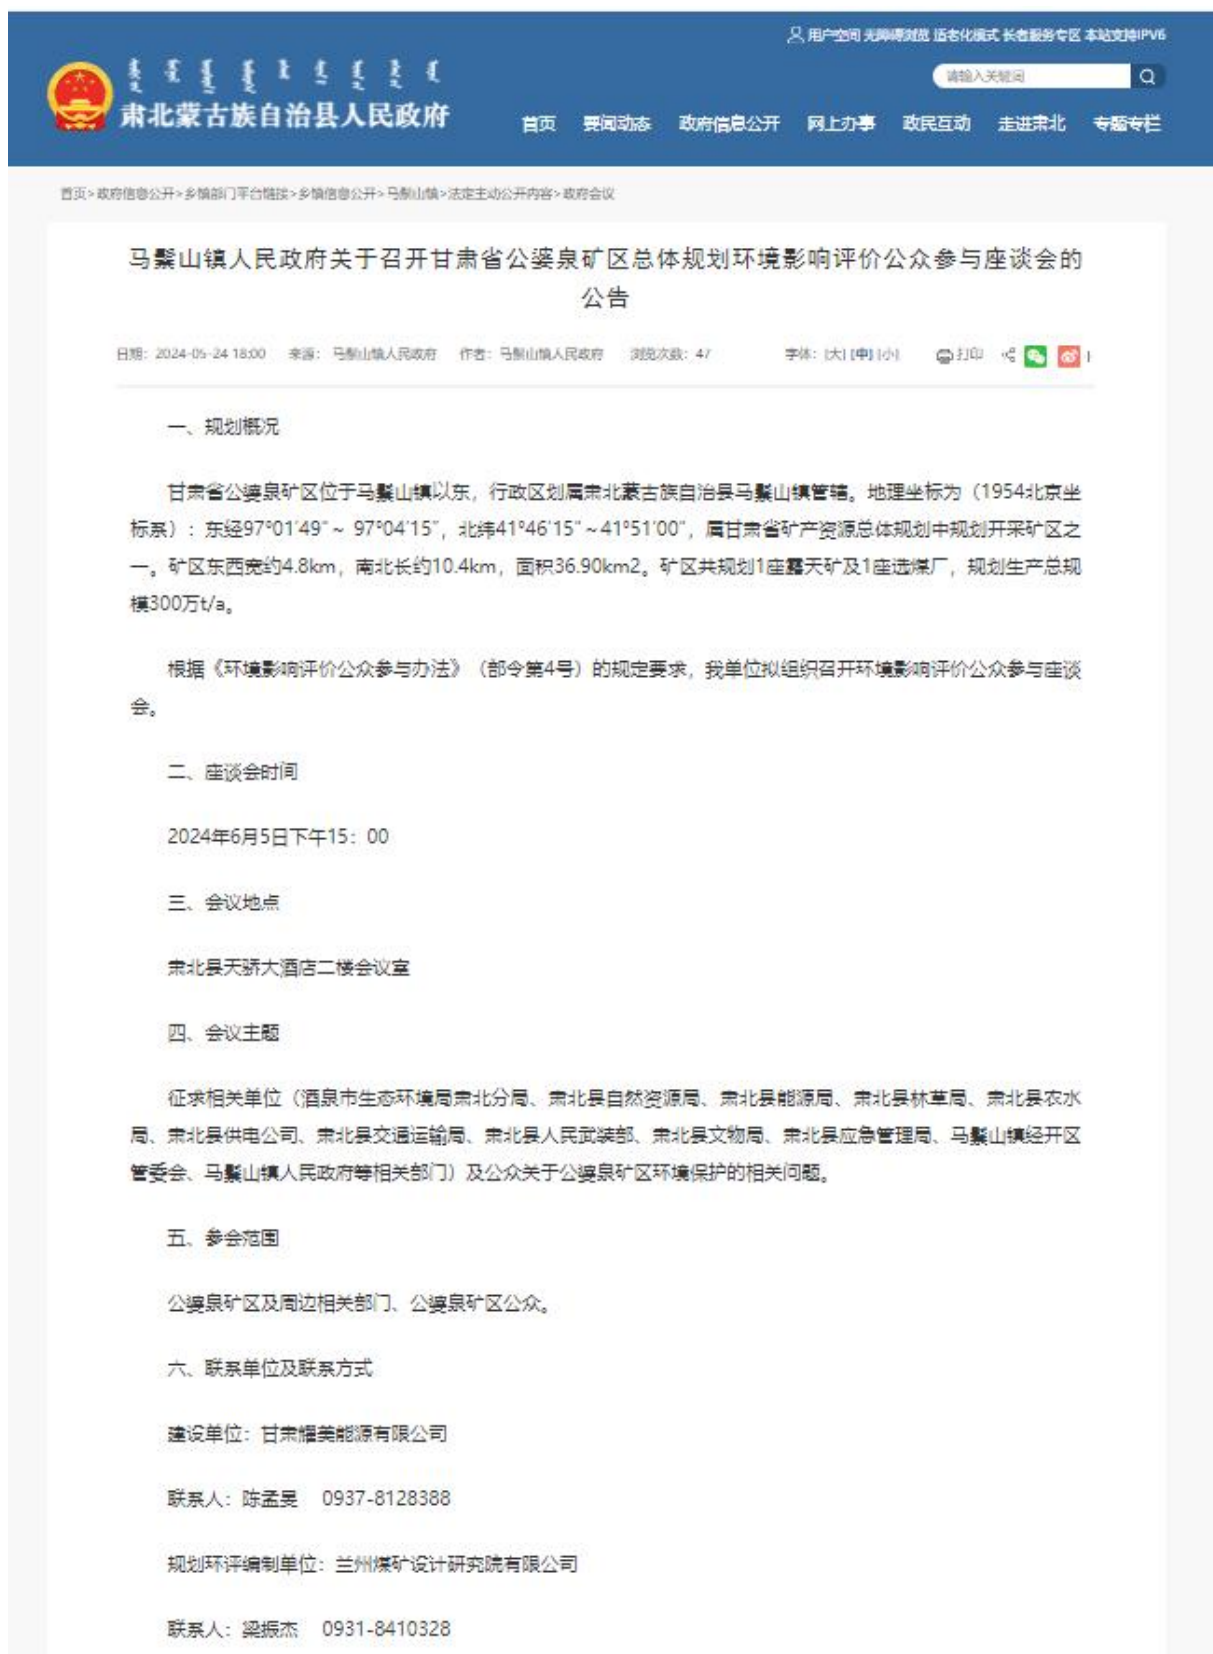 用户空间 无障碍浏览 适老化模式 长者服务专区 本站支持IPV6
请输入关键词
肃北蒙古族自治县人民政府
首页 要闻动态 政府信息公开 网上办事 政民互动 走进肃北 专题专栏
首页>政府信息公开>乡镇部门平台链接>乡镇信息公开>马鬃山镇>法定主动公开内容>政府会议
马鬃山镇人民政府关于召开甘肃省公婆泉矿区总体规划环境影响评价公众参与座谈会的
公告
日期：2024-05-24 18:00 来源：马鬃山镇人民政府 作者：马鬃山镇人民政府 浏览次数：47 字体：[大] [中] [小] 打印
一、规划概况
甘肃省公婆泉矿区位于马鬃山镇以东，行政区划属肃北蒙古族自治县马鬃山镇管辖。地理坐标为（1954北京坐
标系）：东经97°01′49″～ 97°04′15″，北纬41°46′15″～41°51′00″，属甘肃省矿产资源总体规划中规划开采矿区之
一。矿区东西宽约4.8km，南北长约10.4km，面积36.90km2。矿区共规划1座露天矿及1座选煤厂，规划生产总规
模300万t/a。
根据《环境影响评价公众参与办法》（部令第4号）的规定要求，我单位拟组织召开环境影响评价公众参与座谈
会。
二、座谈会时间
2024年6月5日下午15：00
三、会议地点
肃北县天骄大酒店二楼会议室
四、会议主题
征求相关单位（酒泉市生态环境局肃北分局、肃北县自然资源局、肃北县能源局、肃北县林草局、肃北县农水
局、肃北县供电公司、肃北县交通运输局、肃北县人民武装部、肃北县文物局、肃北县应急管理局、马鬃山镇经开区
管委会、马鬃山镇人民政府等相关部门）及公众关于公婆泉矿区环境保护的相关问题。
五、参会范围
公婆泉矿区及周边相关部门、公婆泉矿区公众。
六、联系单位及联系方式
建设单位：甘肃耀美能源有限公司
联系人：陈孟旻 0937-8128388
规划环评编制单位：兰州煤矿设计研究院有限公司
联系人：梁振杰 0931-8410328